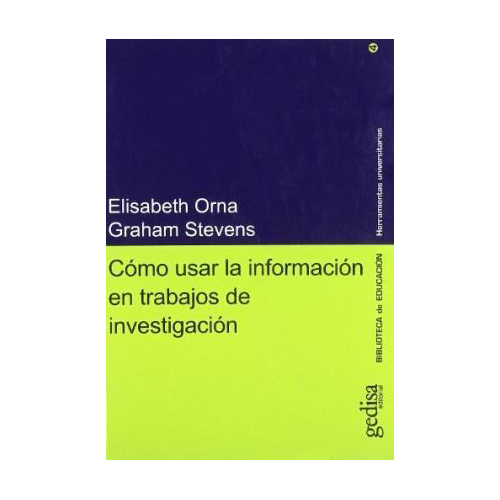 4
Herramientas universitarias
BIBLIOTECA de EDUCACIÓN
Elisabeth Orna
Graham Stevens
Cómo usar la información
en trabajos de
investigación
gedisa
editorial